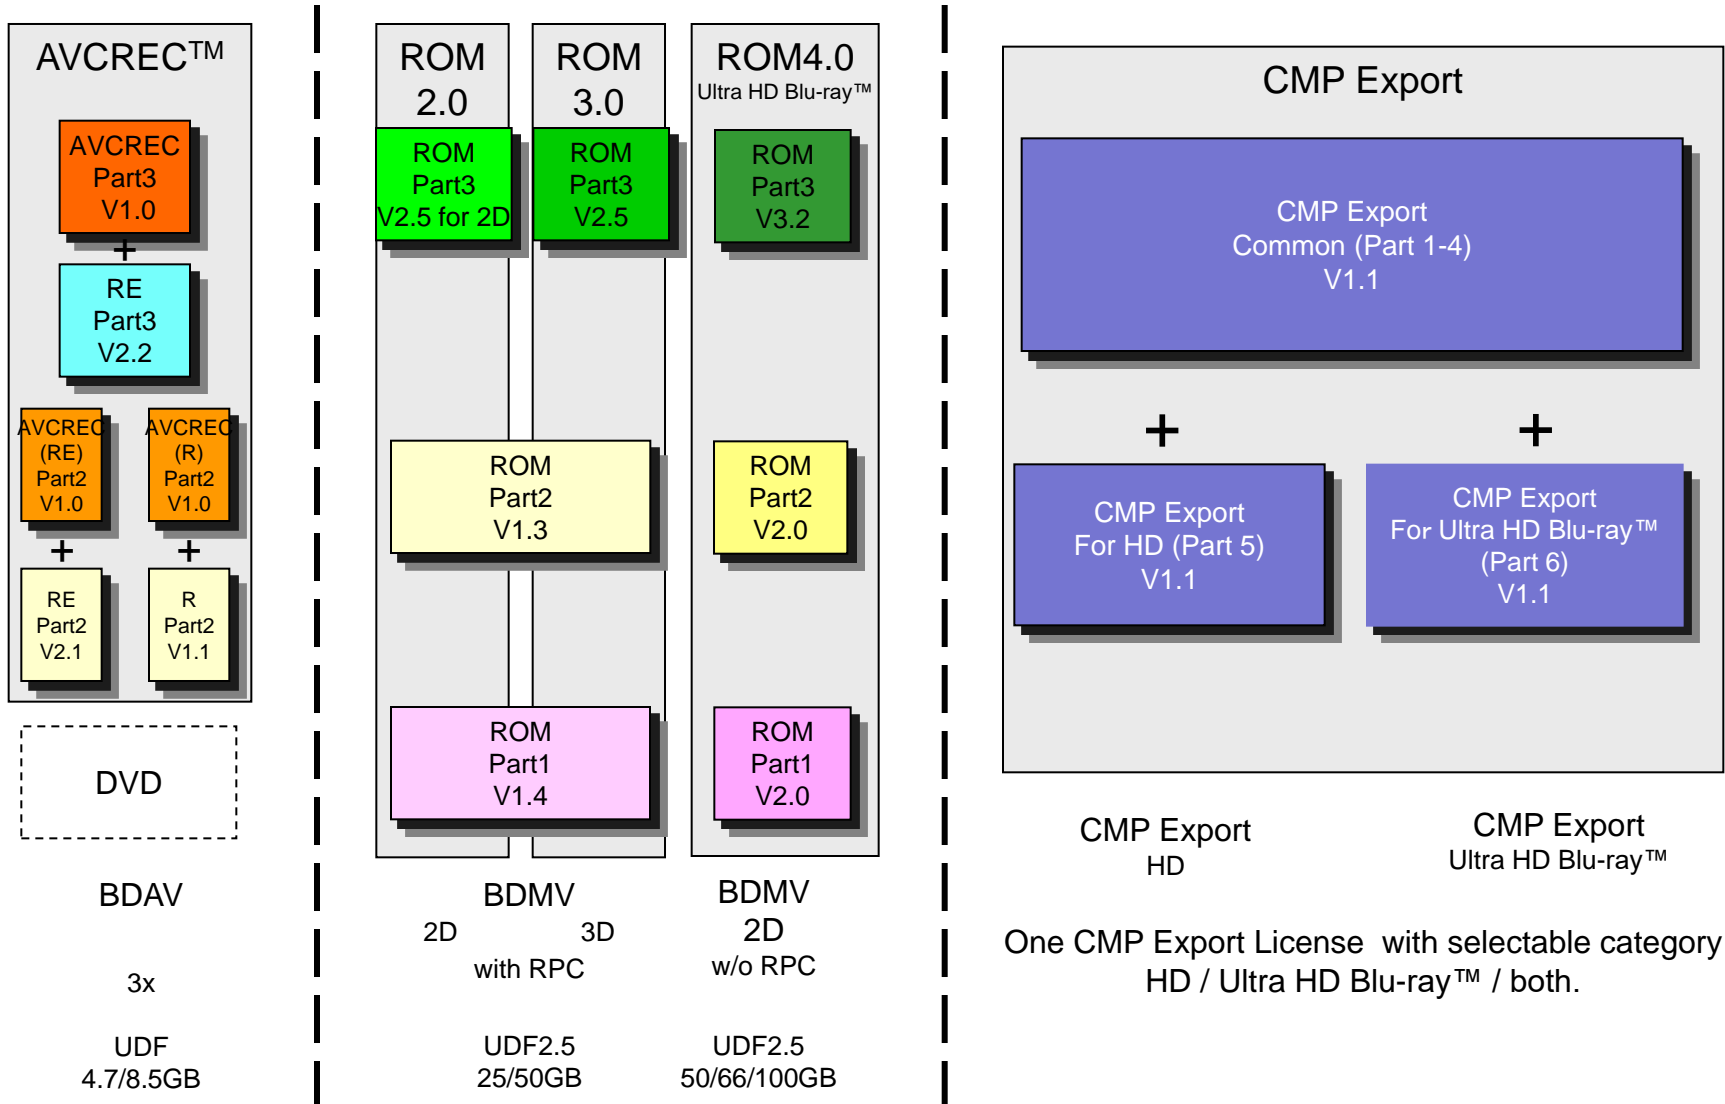 AVCREC™
AVCREC
Part3
V1.0
+
RE
Part3
V2.2
AVCREC
(RE)
Part2
V1.0
AVCREC
(R)
Part2
V1.0
+
+
RE
Part2
V2.1
R
Part2
V1.1
DVD
BDAV
3x
UDF
4.7/8.5GB
ROM
2.0
ROM
3.0
ROM4.0
Ultra HD Blu-ray™
ROM
Part3
V2.5 for 2D
ROM
Part3
V2.5
ROM
Part3
V3.2
ROM
Part2
V1.3
ROM
Part2
V2.0
ROM
Part1
V1.4
ROM
Part1
V2.0
BDMV
2D 3D
with RPC
UDF2.5
25/50GB
BDMV
2D
w/o RPC
UDF2.5
50/66/100GB
CMP Export
CMP Export
Common (Part 1-4)
V1.1
+
+
CMP Export
For HD (Part 5)
V1.1
CMP Export
For Ultra HD Blu-ray™
(Part 6)
V1.1
CMP Export
HD
CMP Export
Ultra HD Blu-ray™
One CMP Export License with selectable category
HD / Ultra HD Blu-ray™ / both.